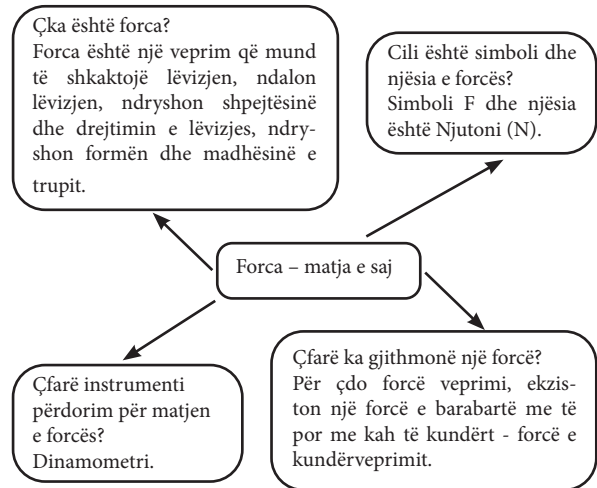 Çka është forca?
Forca është një veprim që mund
të shkaktojë lëvizjen, ndalon
lëvizjen, ndryshon shpejtësinë
dhe drejtimin e lëvizjes, ndry-
shon formën dhe madhësinë e
trupit.
Cili është simboli dhe
njësia e forcës?
Simboli F dhe njësia
është Njutoni (N).
Forca – matja e saj
Çfarë instrumenti
përdorim për matjen
e forcës?
Dinamometri.
Çfarë ka gjithmonë një forcë?
Për çdo forcë veprimi, ekzis-
ton një forcë e barabartë me të
por me kah të kundërt - forcë e
kundërveprimit.